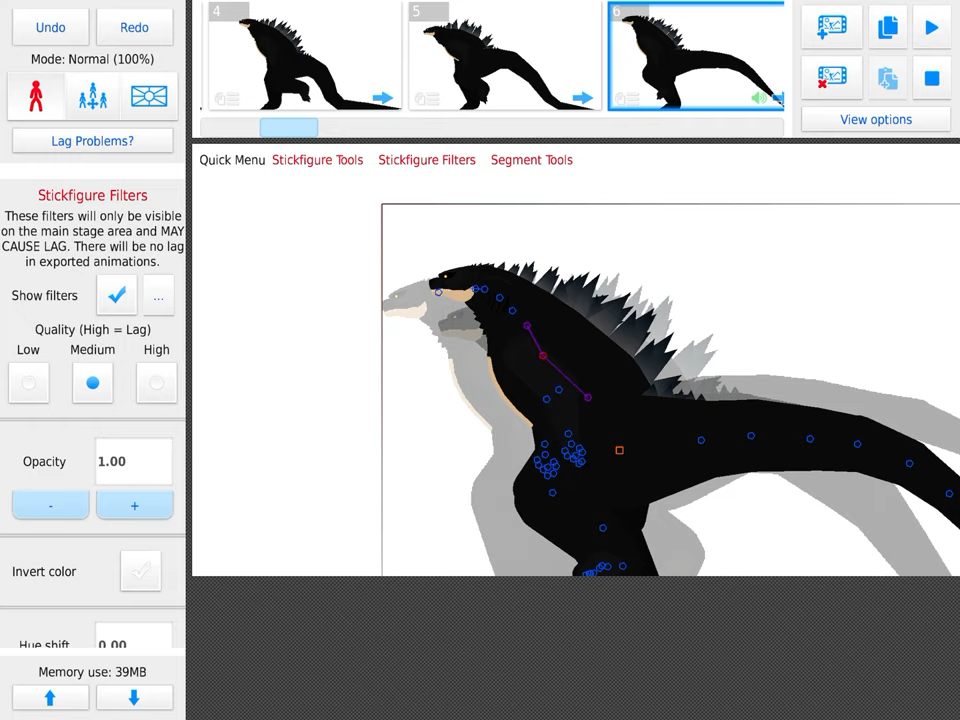 Undo Redo
Mode: Normal (100%)
Lag Problems?
4 5 6
View options
Quick Menu Stickfigure Tools Stickfigure Filters Segment Tools
Stickfigure Filters
These filters will only be visible
on the main stage area and MAY
CAUSE LAG. There will be no lag
in exported animations.
Show filters ...
Quality (High = Lag)
Low Medium High
Opacity 1.00
- +
Invert color
Hue shift 0.00
Memory use: 39MB